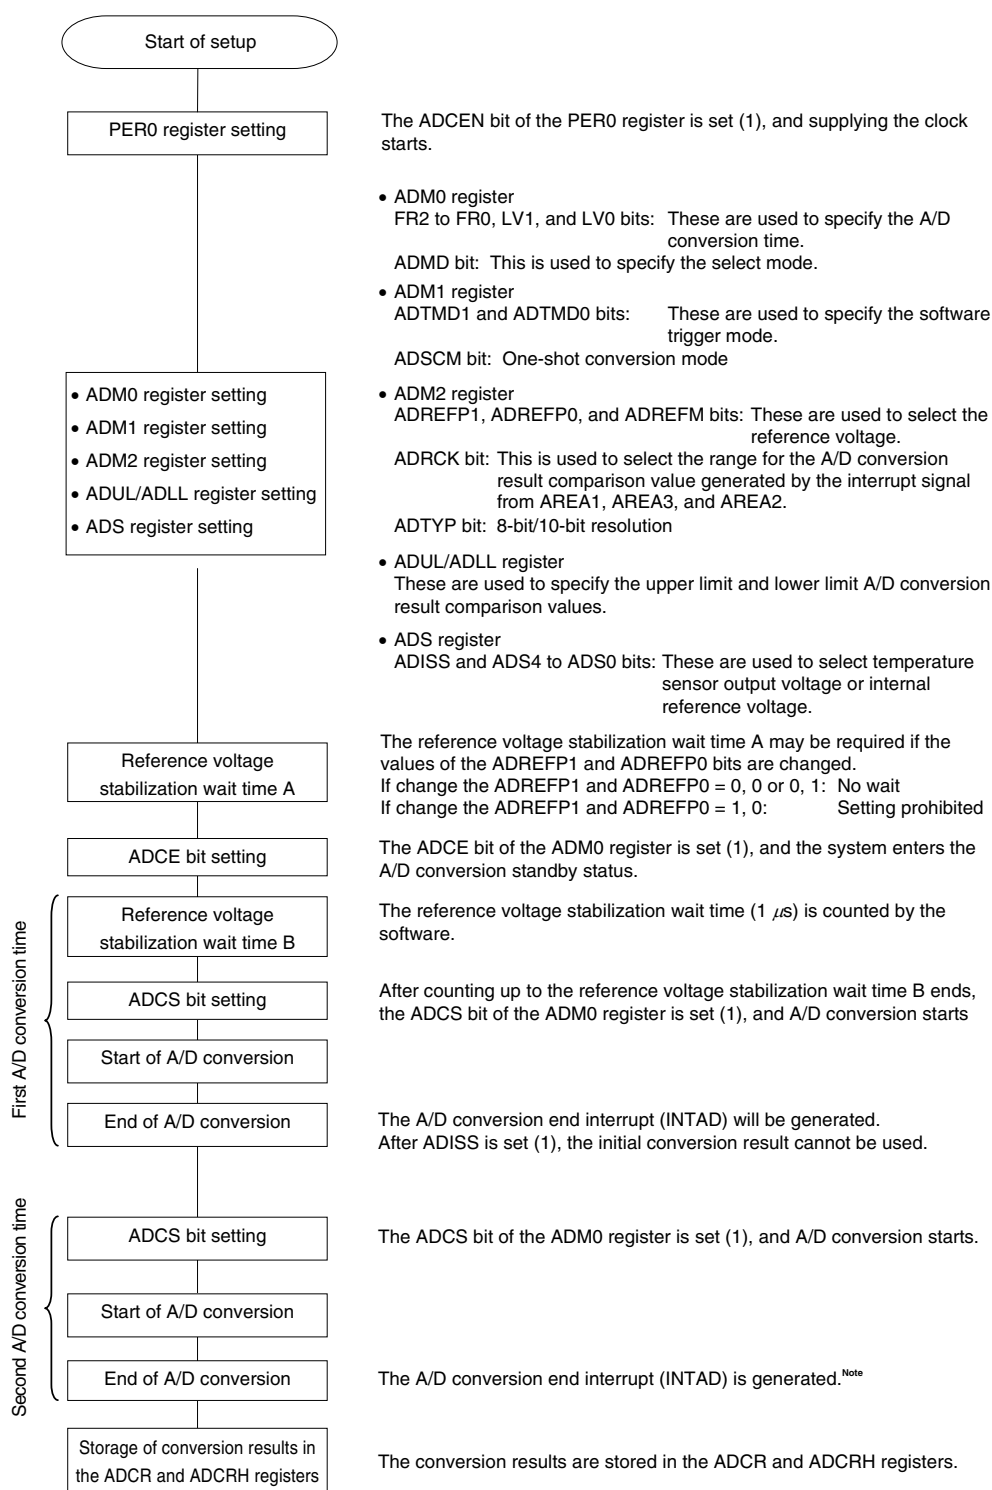 Start of setup
PER0 register setting
The ADCEN bit of the PER0 register is set (1), and supplying the clock
starts.
• ADM0 register
FR2 to FR0, LV1, and LV0 bits: These are used to specify the A/D
conversion time.
ADMD bit: This is used to specify the select mode.
• ADM1 register
ADTMD1 and ADTMD0 bits: These are used to specify the software
trigger mode.
ADSCM bit: One-shot conversion mode
• ADM0 register setting
• ADM1 register setting
• ADM2 register setting
• ADUL/ADLL register setting
• ADS register setting
• ADM2 register
ADREFP1, ADREFP0, and ADREFM bits: These are used to select the
reference voltage.
ADRCK bit: This is used to select the range for the A/D conversion
result comparison value generated by the interrupt signal
from AREA1, AREA3, and AREA2.
ADTYP bit: 8-bit/10-bit resolution
• ADUL/ADLL register
These are used to specify the upper limit and lower limit A/D conversion
result comparison values.
• ADS register
ADISS and ADS4 to ADS0 bits: These are used to select temperature
sensor output voltage or internal
reference voltage.
Reference voltage
stabilization wait time A
The reference voltage stabilization wait time A may be required if the
values of the ADREFP1 and ADREFP0 bits are changed.
If change the ADREFP1 and ADREFP0 = 0, 0 or 0, 1: No wait
If change the ADREFP1 and ADREFP0 = 1, 0: Setting prohibited
ADCE bit setting
The ADCE bit of the ADM0 register is set (1), and the system enters the
A/D conversion standby status.
First A/D conversion time
Reference voltage
stabilization wait time B
The reference voltage stabilization wait time (1 μs) is counted by the
software.
ADCS bit setting
After counting up to the reference voltage stabilization wait time B ends,
the ADCS bit of the ADM0 register is set (1), and A/D conversion starts
Start of A/D conversion
End of A/D conversion
The A/D conversion end interrupt (INTAD) will be generated.
After ADISS is set (1), the initial conversion result cannot be used.
Second A/D conversion time
ADCS bit setting
The ADCS bit of the ADM0 register is set (1), and A/D conversion starts.
Start of A/D conversion
End of A/D conversion
The A/D conversion end interrupt (INTAD) is generated.Note
Storage of conversion results in
the ADCR and ADCRH registers
The conversion results are stored in the ADCR and ADCRH registers.